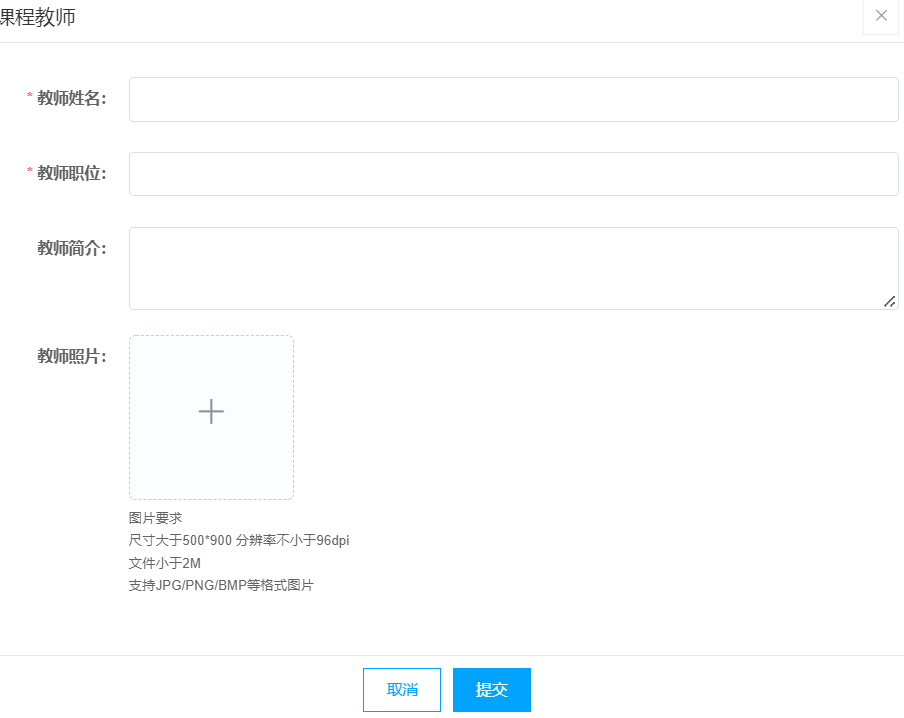 课程教师
* 教师姓名：
* 教师职位：
教师简介：
教师照片：
图片要求
尺寸大于500*900 分辨率不小于96dpi
文件小于2M
支持JPG/PNG/BMP等格式图片
取消 提交